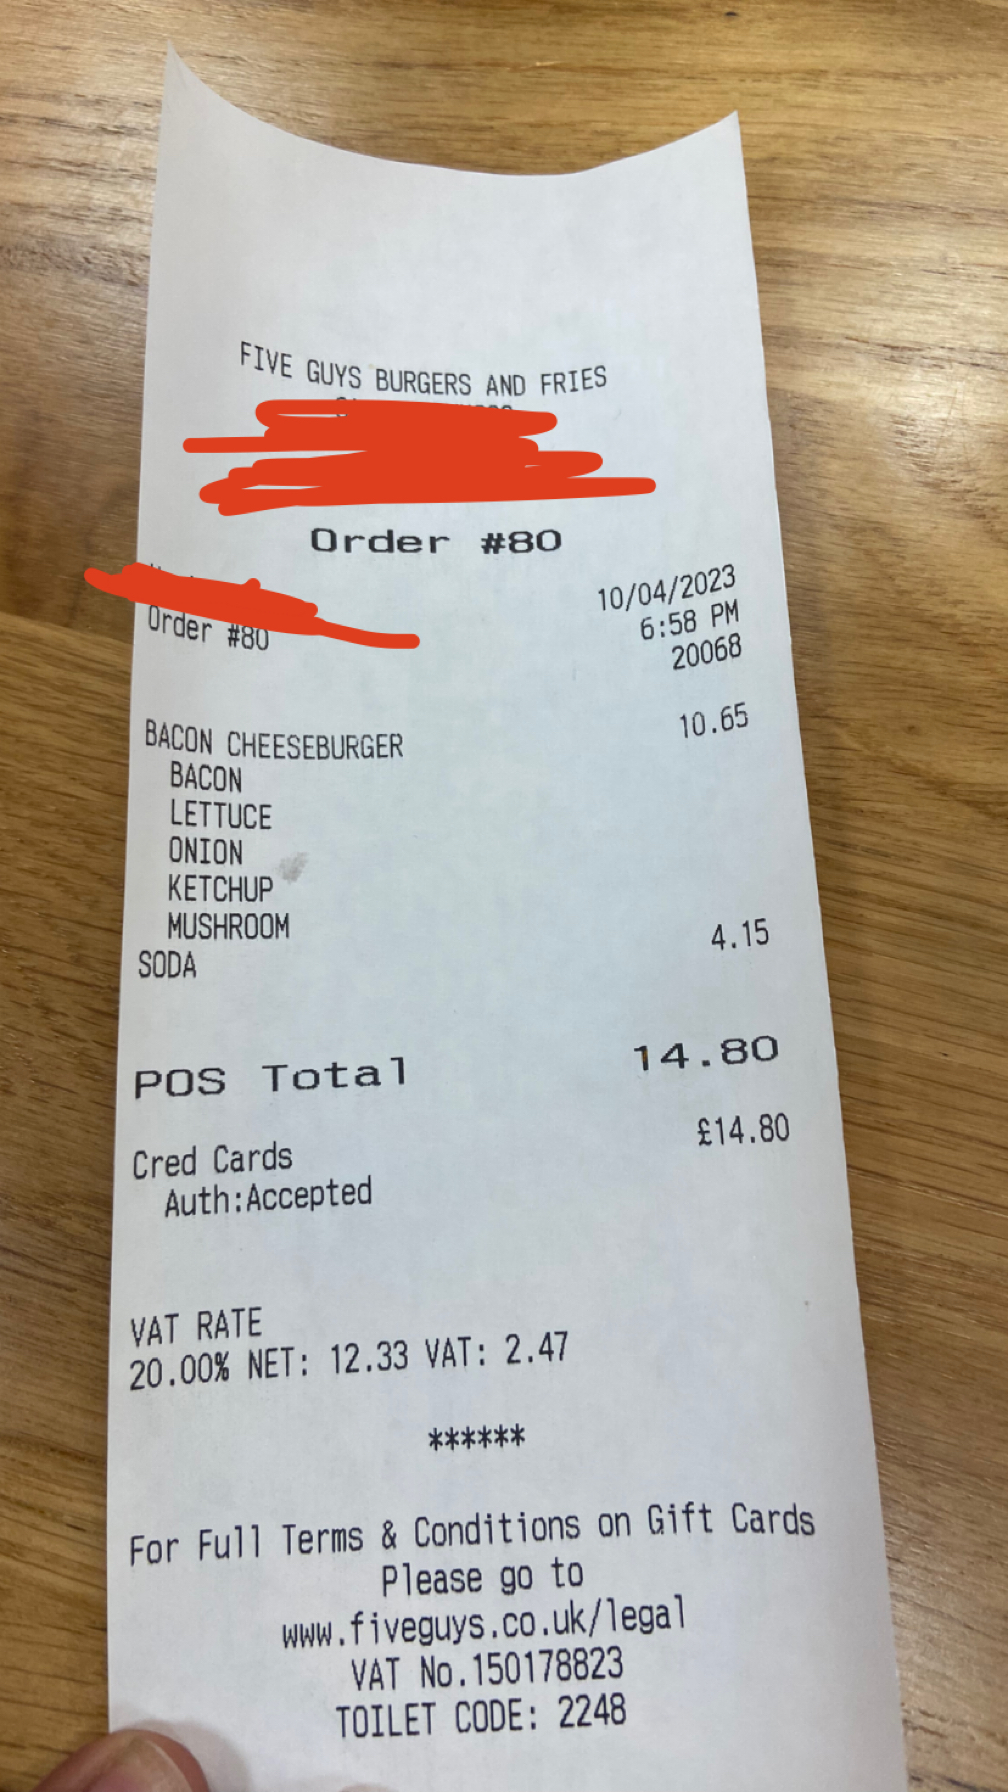 FIVE GUYS BURGERS AND FRIES
Order #80
10/04/2023
Order #80
6:58 PM
20068
BACON CHEESEBURGER 10.65
BACON
LETTUCE
ONION
KETCHUP
MUSHROOM
SODA 4.15
POS Total 14.80
Cred Cards £14.80
Auth:Accepted
VAT RATE
20.00% NET: 12.33 VAT: 2.47
******
For Full Terms & Conditions on Gift Cards
Please go to
www.fiveguys.co.uk/legal
VAT No.150178823
TOILET CODE: 2248